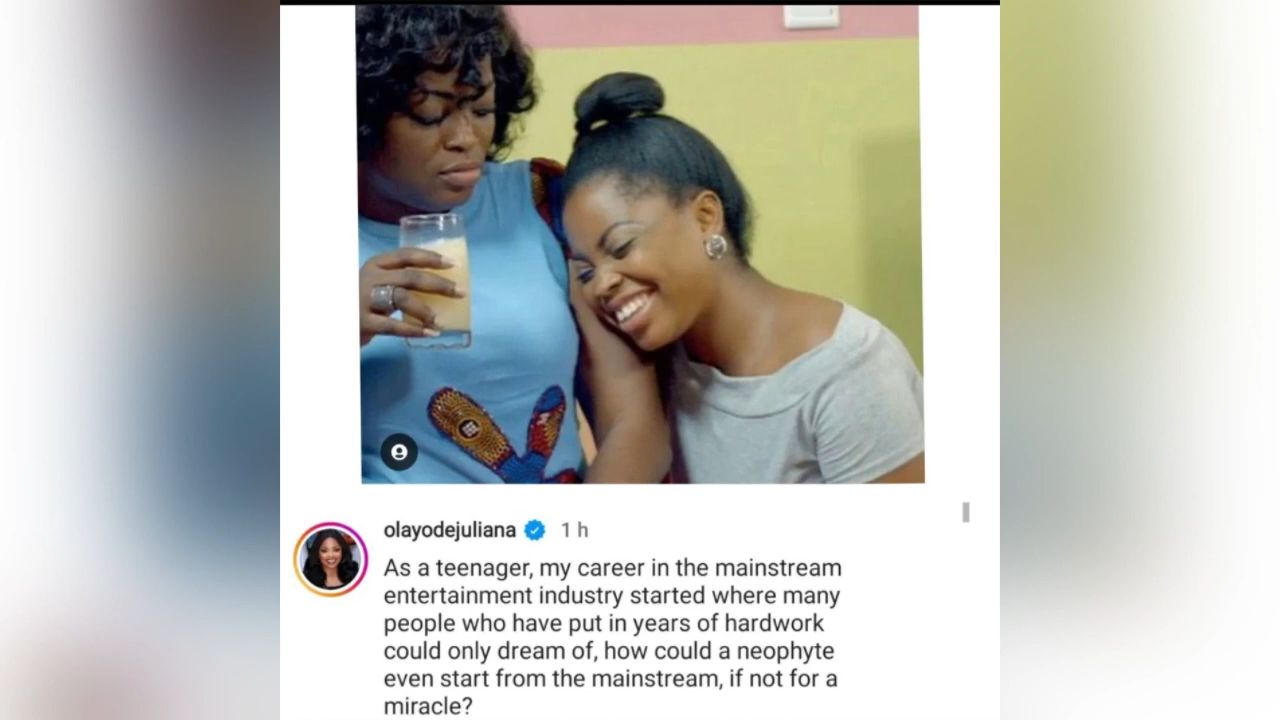 olayodejuliana 1 h
As a teenager, my career in the mainstream
entertainment industry started where many
people who have put in years of hardwork
could only dream of, how could a neophyte
even start from the mainstream, if not for a
miracle?